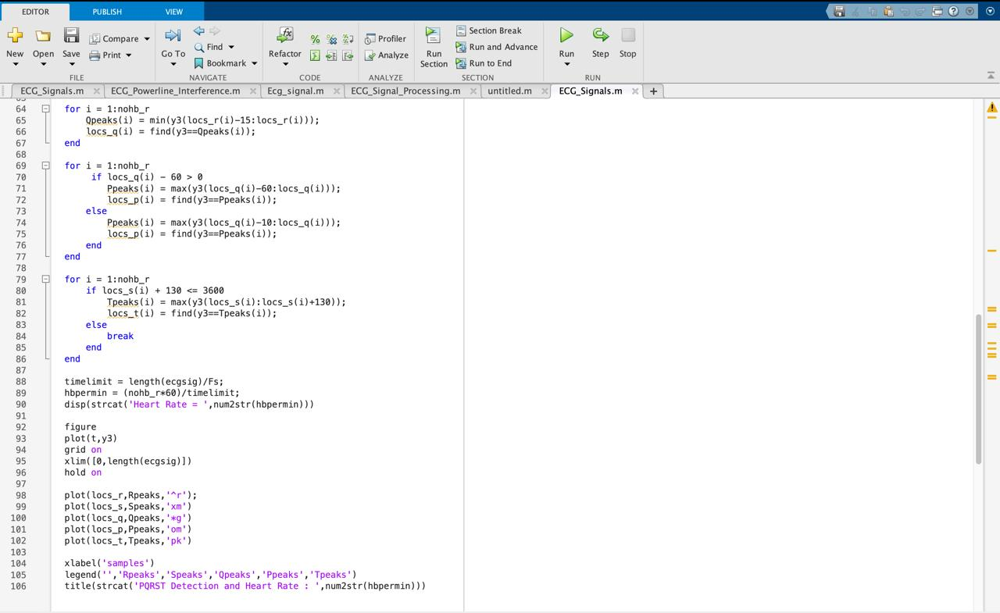 EDITOR PUBLISH VIEW
New Open Save Compare Print
Go To Find Bookmark
Refactor
Profiler Analyze
Run Section Section Break Run and Advance Run to End
Run Step Stop
FILE NAVIGATE CODE ANALYZE SECTION RUN
ECG_Signals.m ECG_Powerline_Interference.m Ecg_signal.m ECG_Signal_Processing.m untitled.m ECG_Signals.m
64 for i = 1:nohb_r
65 Qpeaks(i) = min(y3(locs_r(i)-15:locs_r(i)));
66 locs_q(i) = find(y3==Qpeaks(i));
67 end
68
69 for i = 1:nohb_r
70 if locs_q(i) - 60 > 0
71 Ppeaks(i) = max(y3(locs_q(i)-60:locs_q(i)));
72 locs_p(i) = find(y3==Ppeaks(i));
73 else
74 Ppeaks(i) = max(y3(locs_q(i)-10:locs_q(i)));
75 locs_p(i) = find(y3==Ppeaks(i));
76 end
77 end
78
79 for i = 1:nohb_r
80 if locs_s(i) + 130 <= 3600
81 Tpeaks(i) = max(y3(locs_s(i):locs_s(i)+130));
82 locs_t(i) = find(y3==Tpeaks(i));
83 else
84 break
85 end
86 end
87
88 timelimit = length(ecgsig)/Fs;
89 hbpermin = (nohb_r*60)/timelimit;
90 disp(strcat('Heart Rate = ',num2str(hbpermin)))
91
92 figure
93 plot(t,y3)
94 grid on
95 xlim([0,length(ecgsig)])
96 hold on
97
98 plot(locs_r,Rpeaks,'^r');
99 plot(locs_s,Speaks,'xm')
100 plot(locs_q,Qpeaks,'*g')
101 plot(locs_p,Ppeaks,'om')
102 plot(locs_t,Tpeaks,'pk')
103
104 xlabel('samples')
105 legend('','Rpeaks','Speaks','Qpeaks','Ppeaks','Tpeaks')
106 title(strcat('PQRST Detection and Heart Rate : ',num2str(hbpermin)))